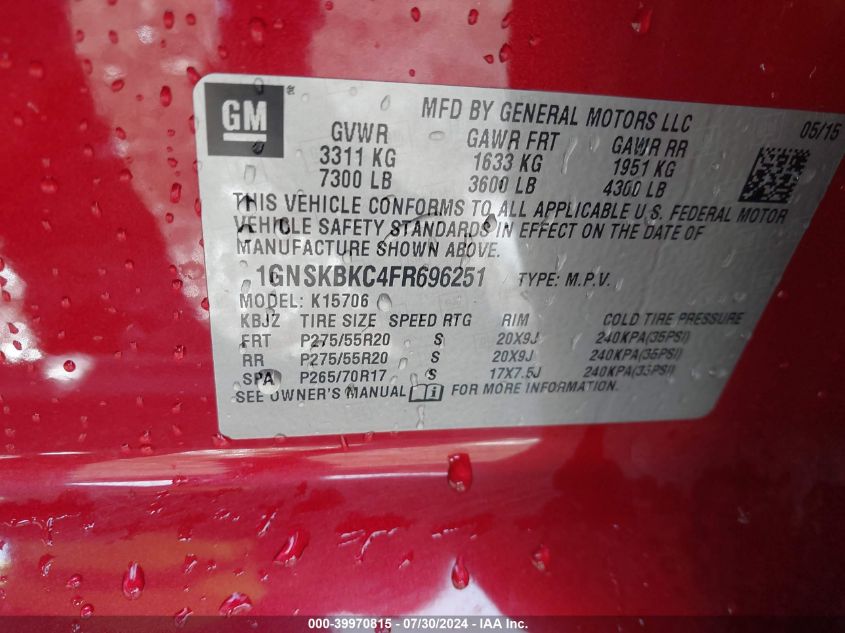 GM
MFD BY GENERAL MOTORS LLC
05/15
GVWR GAWR FRT GAWR RR
3311 KG 1633 KG 1951 KG
7300 LB 3600 LB 4300 LB
THIS VEHICLE CONFORMS TO ALL APPLICABLE U.S. FEDERAL MOTOR
VEHICLE SAFETY STANDARDS IN EFFECT ON THE DATE OF
MANUFACTURE SHOWN ABOVE.
1GNSKBKC4FR696251 TYPE: M.P.V.
MODEL: K15706
KBJZ TIRE SIZE SPEED RTG RIM COLD TIRE PRESSURE
FRT P275/55R20 S 20X9J 240KPA(35PSI)
RR P275/55R20 S 20X9J 240KPA(35PSI)
SPA P265/70R17 S 17X7.5J 240KPA(35PSI)
SEE OWNER'S MANUAL FOR MORE INFORMATION.
000-39970815 / 07/30/2024 - IAA Inc.